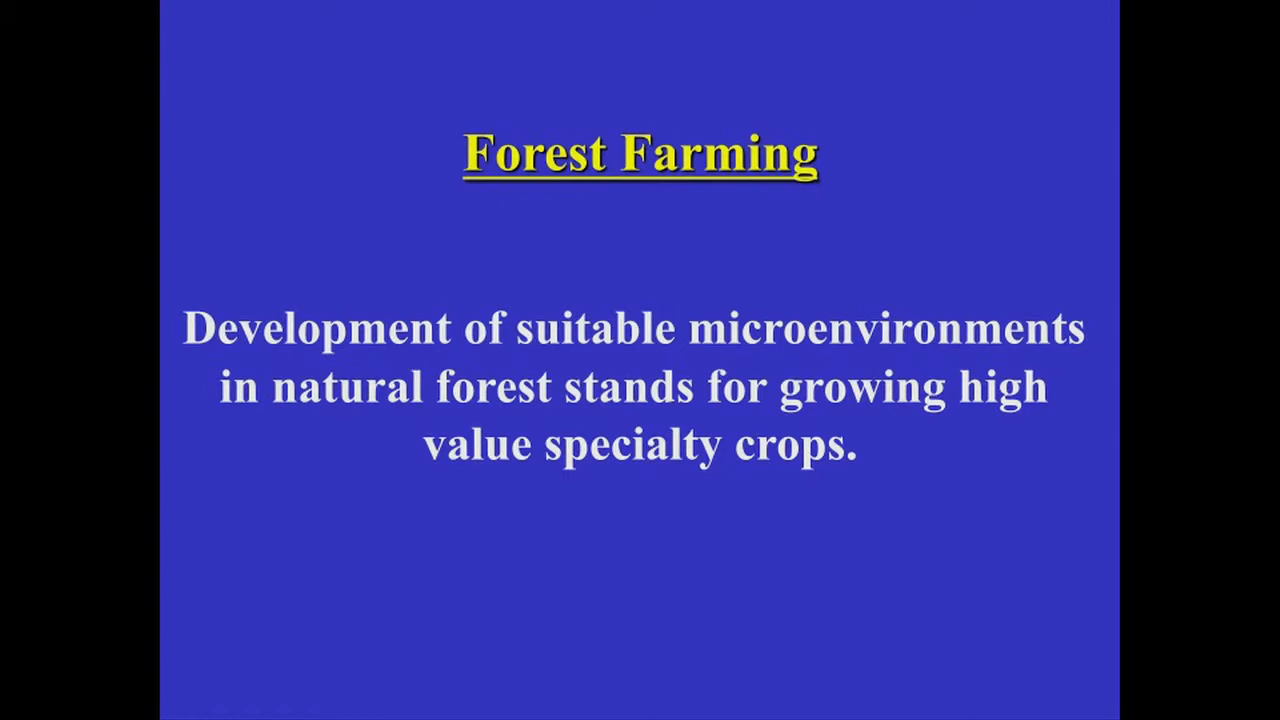 Forest Farming
Development of suitable microenvironments
in natural forest stands for growing high
value specialty crops.